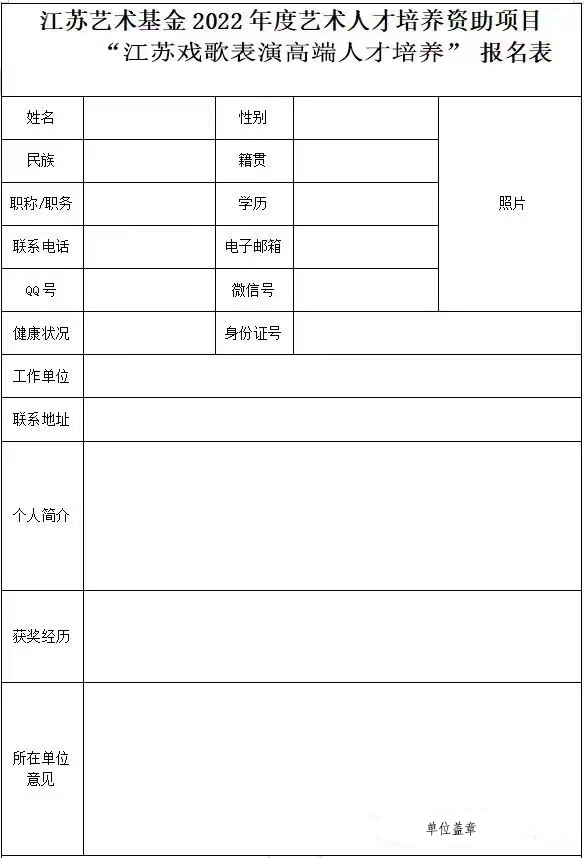 江苏艺术基金2022年度艺术人才培养资助项目
“江苏戏歌表演高端人才培养” 报名表
姓名 性别
民族 籍贯
职称/职务 学历 照片
联系电话 电子邮箱
QQ号 微信号
健康状况 身份证号
工作单位
联系地址
个人简介
获奖经历
所在单位
意见
单位盖章